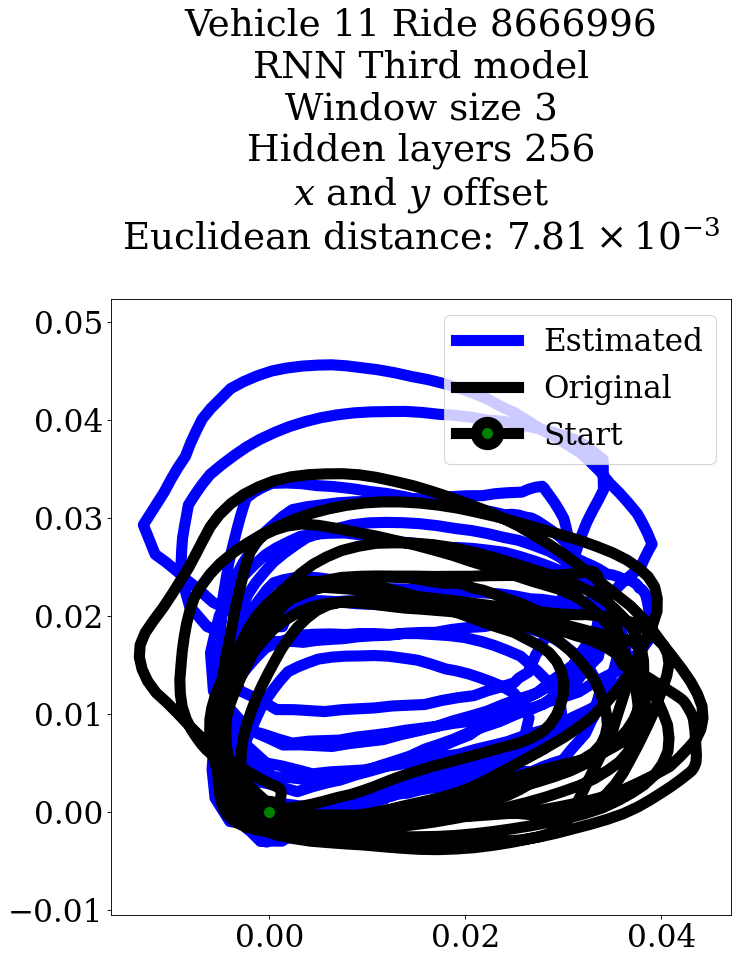 Vehicle 11 Ride 8666996
RNN Third model
Window size 3
Hidden layers 256
x and y offset
Euclidean distance: 7.81 × 10⁻³
Estimated
Original
Start
0.05
0.04
0.03
0.02
0.01
0.00
−0.01
0.00 0.02 0.04